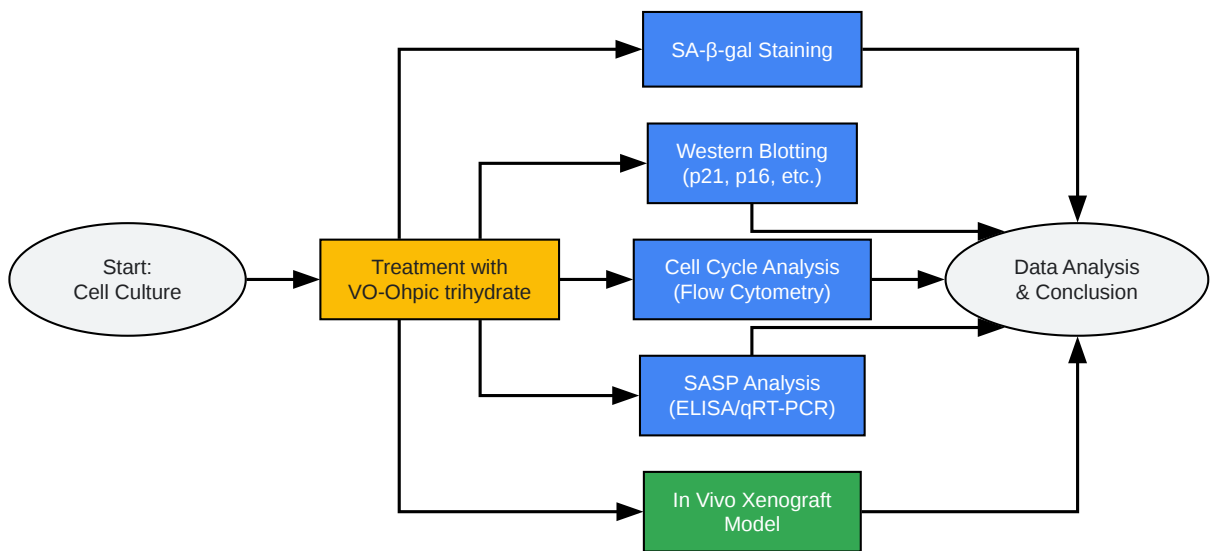 Start:
Cell Culture
Treatment with
VO-Ohpic trihydrate
SA-β-gal Staining
Western Blotting
(p21, p16, etc.)
Cell Cycle Analysis
(Flow Cytometry)
SASP Analysis
(ELISA/qRT-PCR)
In Vivo Xenograft
Model
Data Analysis
& Conclusion